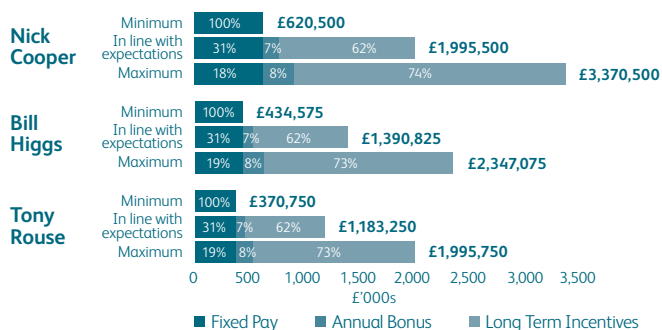 Nick
Cooper
Minimum 100% £620,500
In line with
expectations 31% 7% 62% £1,995,500
Maximum 18% 8% 74% £3,370,500
Bill
Higgs
Minimum 100% £434,575
In line with
expectations 31% 7% 62% £1,390,825
Maximum 19% 8% 73% £2,347,075
Tony
Rouse
Minimum 100% £370,750
In line with
expectations 31% 7% 62% £1,183,250
Maximum 19% 8% 73% £1,995,750
0 500 1,000 1,500 2,000 2,500 3,000 3,500
£'000s
Fixed Pay Annual Bonus Long Term Incentives